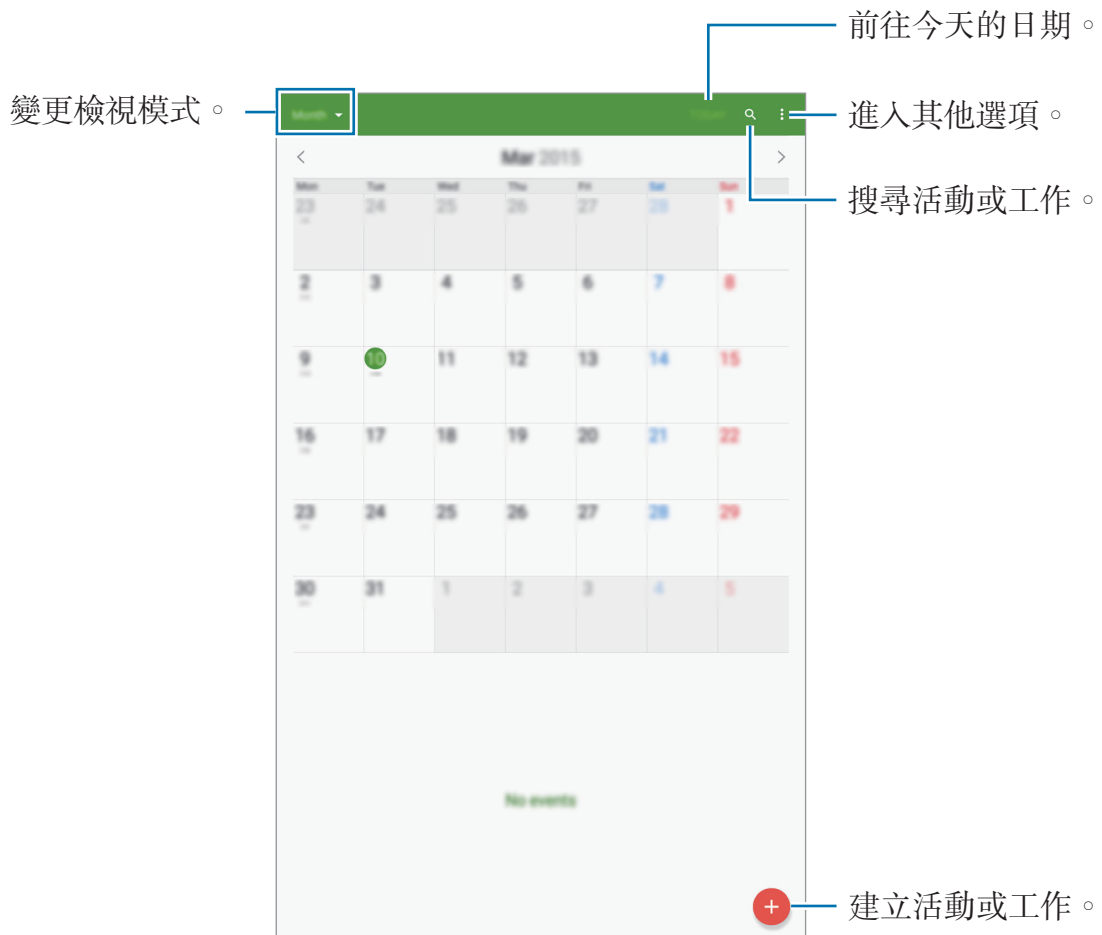 前往今天的日期。
變更檢視模式。
Month
TODAY
進入其他選項。
Mar 2015
搜尋活動或工作。
Mon Tue Wed Thu Fri Sat Sun
23 24 25 26 27 28 1
2 3 4 5 6 7 8
9 10 11 12 13 14 15
16 17 18 19 20 21 22
23 24 25 26 27 28 29
30 31 1 2 3 4 5
No events
建立活動或工作。